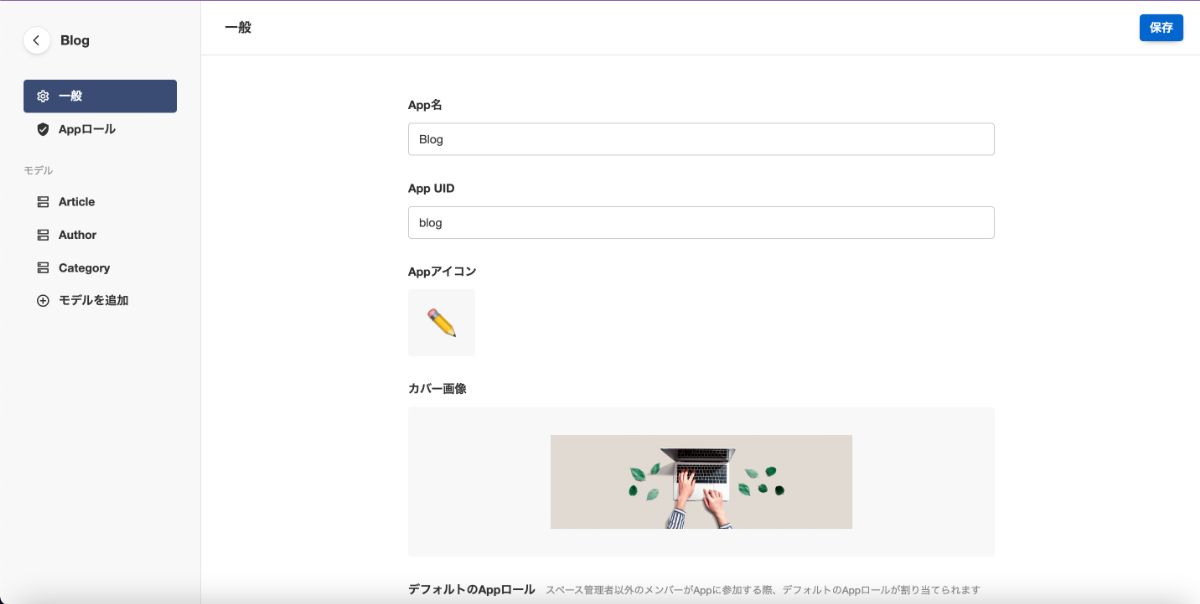 Blog
一般
Appロール
モデル
Article
Author
Category
モデルを追加
一般
保存
App名
Blog
App UID
blog
Appアイコン
カバー画像
デフォルトのAppロール スペース管理者以外のメンバーがAppに参加する際、デフォルトのAppロールが割り当てられます